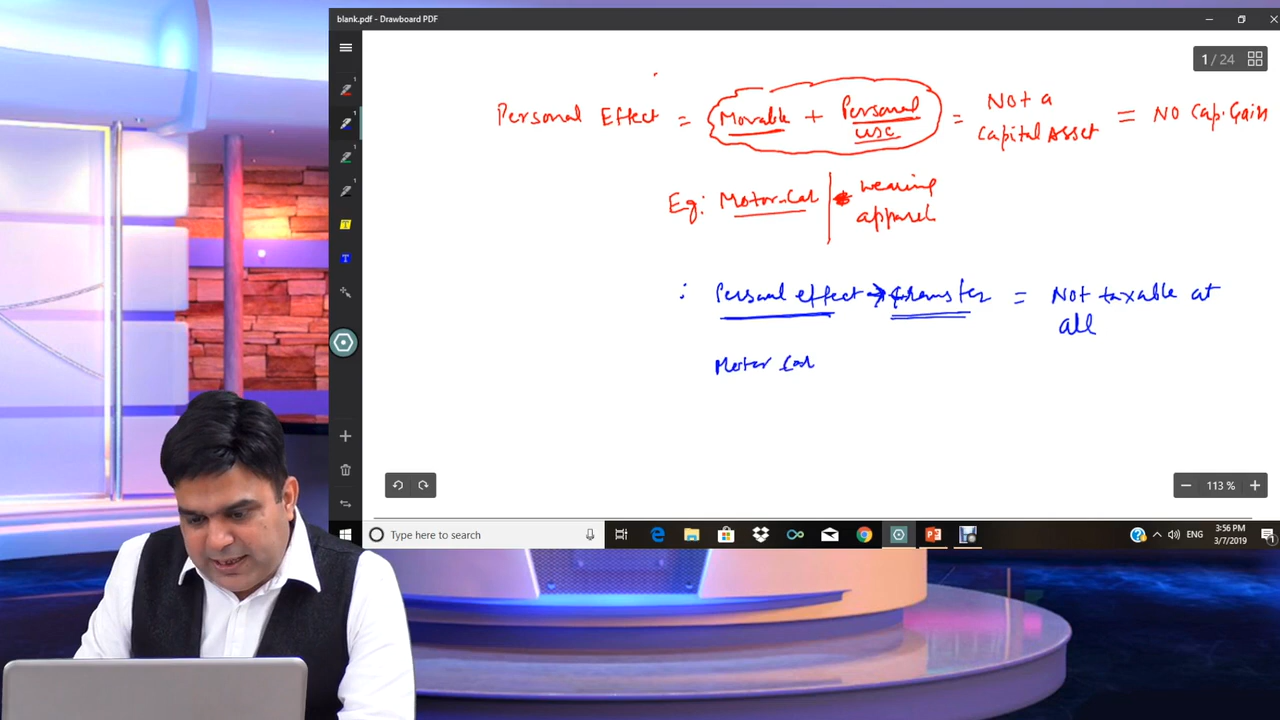 blank.pdf - Drawboard PDF
1 / 24
Personal Effect = Movable + Personal use = Not a Capital Asset = NO Cap. Gain
Eg: Motor-Car | wearing apparel
∴ Personal effect → transfer = Not taxable at all
Motor Car
113 %
Type here to search
ENG
3:56 PM
3/7/2019